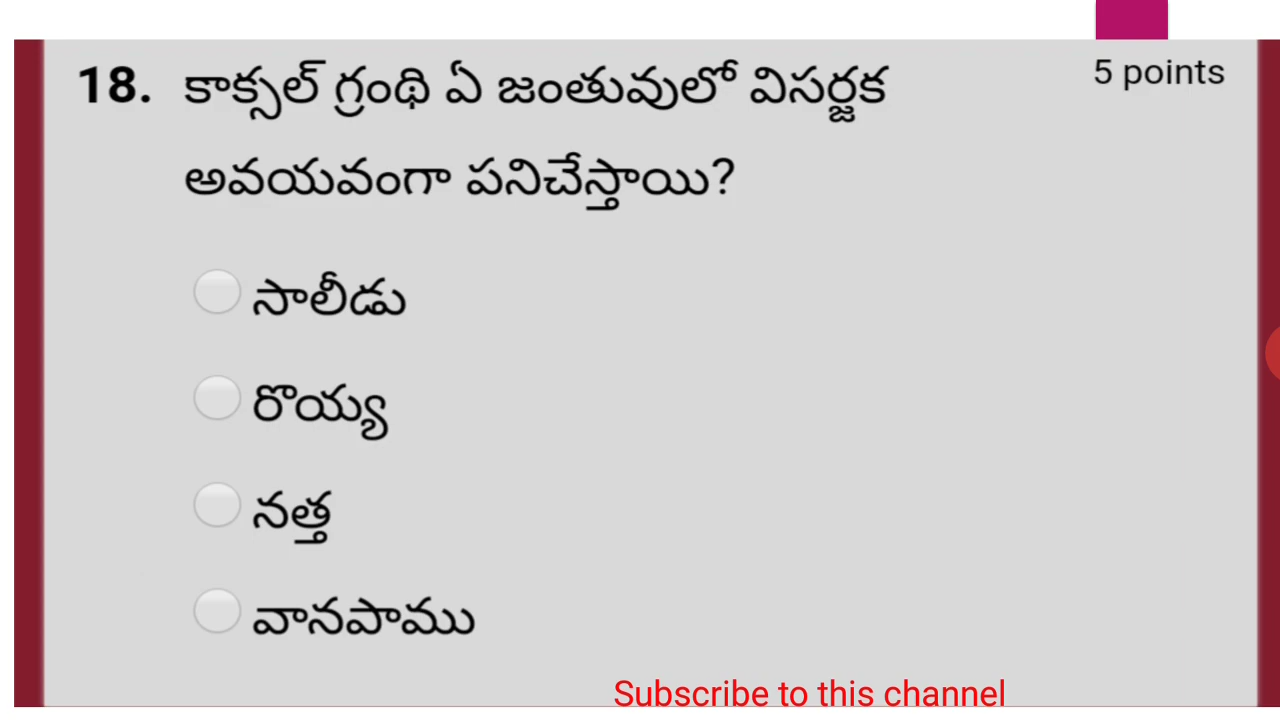 18. కాక్సల్ గ్రంథి ఏ జంతువులో విసర్జక
5 points
అవయవంగా పనిచేస్తాయి?
సాలీడు
రొయ్య
నత్త
వానపాము
Subscribe to this channel